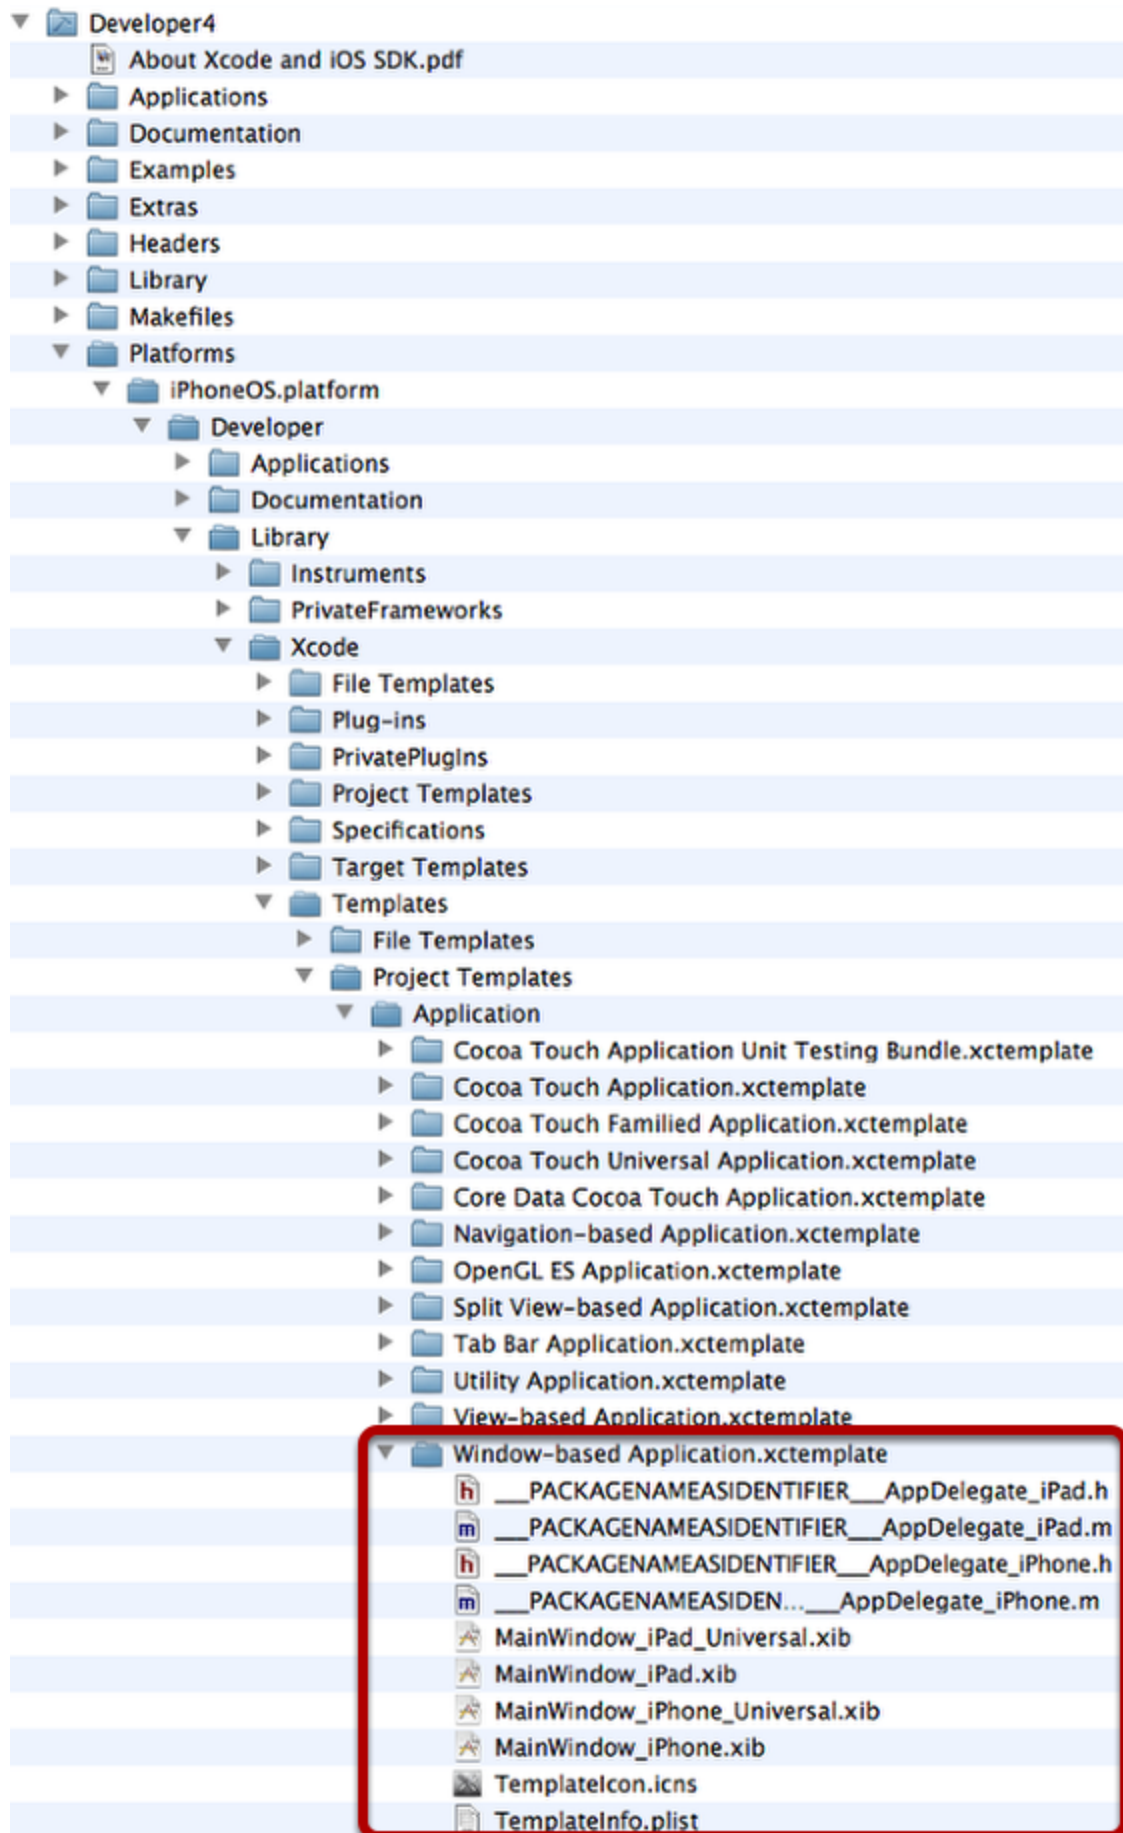 Developer4
About Xcode and iOS SDK.pdf
Applications
Documentation
Examples
Extras
Headers
Library
Makefiles
Platforms
iPhoneOS.platform
Developer
Applications
Documentation
Library
Instruments
PrivateFrameworks
Xcode
File Templates
Plug-ins
PrivatePlugIns
Project Templates
Specifications
Target Templates
Templates
File Templates
Project Templates
Application
Cocoa Touch Application Unit Testing Bundle.xctemplate
Cocoa Touch Application.xctemplate
Cocoa Touch Familied Application.xctemplate
Cocoa Touch Universal Application.xctemplate
Core Data Cocoa Touch Application.xctemplate
Navigation-based Application.xctemplate
OpenGL ES Application.xctemplate
Split View-based Application.xctemplate
Tab Bar Application.xctemplate
Utility Application.xctemplate
View-based Application.xctemplate
Window-based Application.xctemplate
h ___PACKAGENAMEASIDENTIFIER___AppDelegate_iPad.h
m ___PACKAGENAMEASIDENTIFIER___AppDelegate_iPad.m
h ___PACKAGENAMEASIDENTIFIER___AppDelegate_iPhone.h
m ___PACKAGENAMEASIDEN...___AppDelegate_iPhone.m
MainWindow_iPad_Universal.xib
MainWindow_iPad.xib
MainWindow_iPhone_Universal.xib
MainWindow_iPhone.xib
TemplateIcon.icns
TemplateInfo.plist